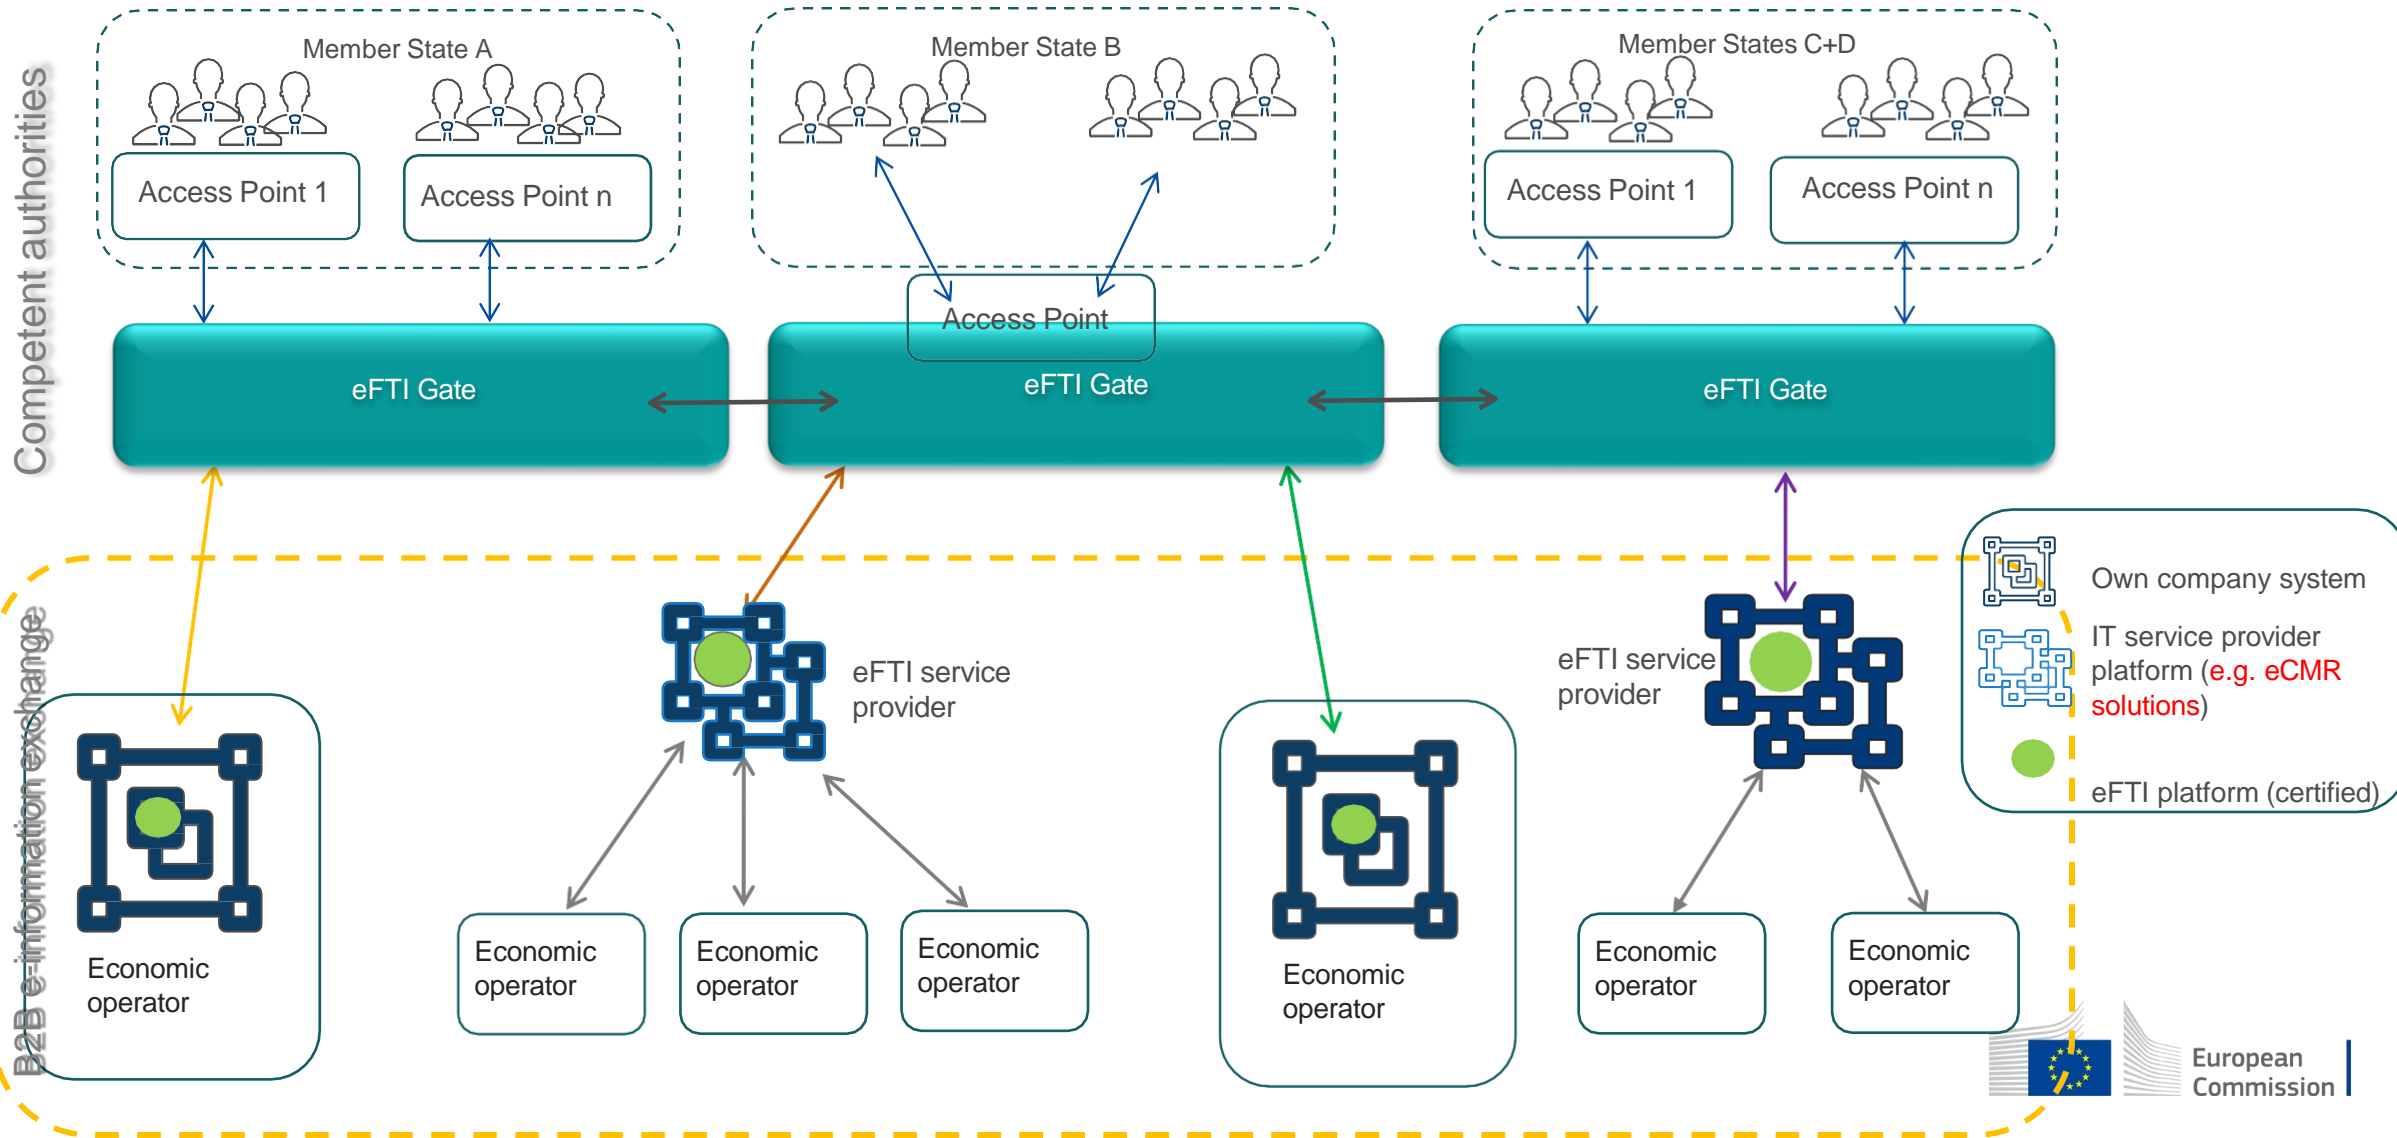 Competent authorities
Member State A
Member State B
Member States C+D
Access Point 1
Access Point n
Access Point 1
Access Point n
Access Point
eFTI Gate
eFTI Gate
eFTI Gate
B2B e-information exchange
eFTI service
provider
eFTI service
provider
Own company system
IT service provider
platform (e.g. eCMR
solutions)
eFTI platform (certified)
Economic
operator
Economic
operator
Economic
operator
Economic
operator
Economic
operator
Economic
operator
Economic
operator
European
Commission